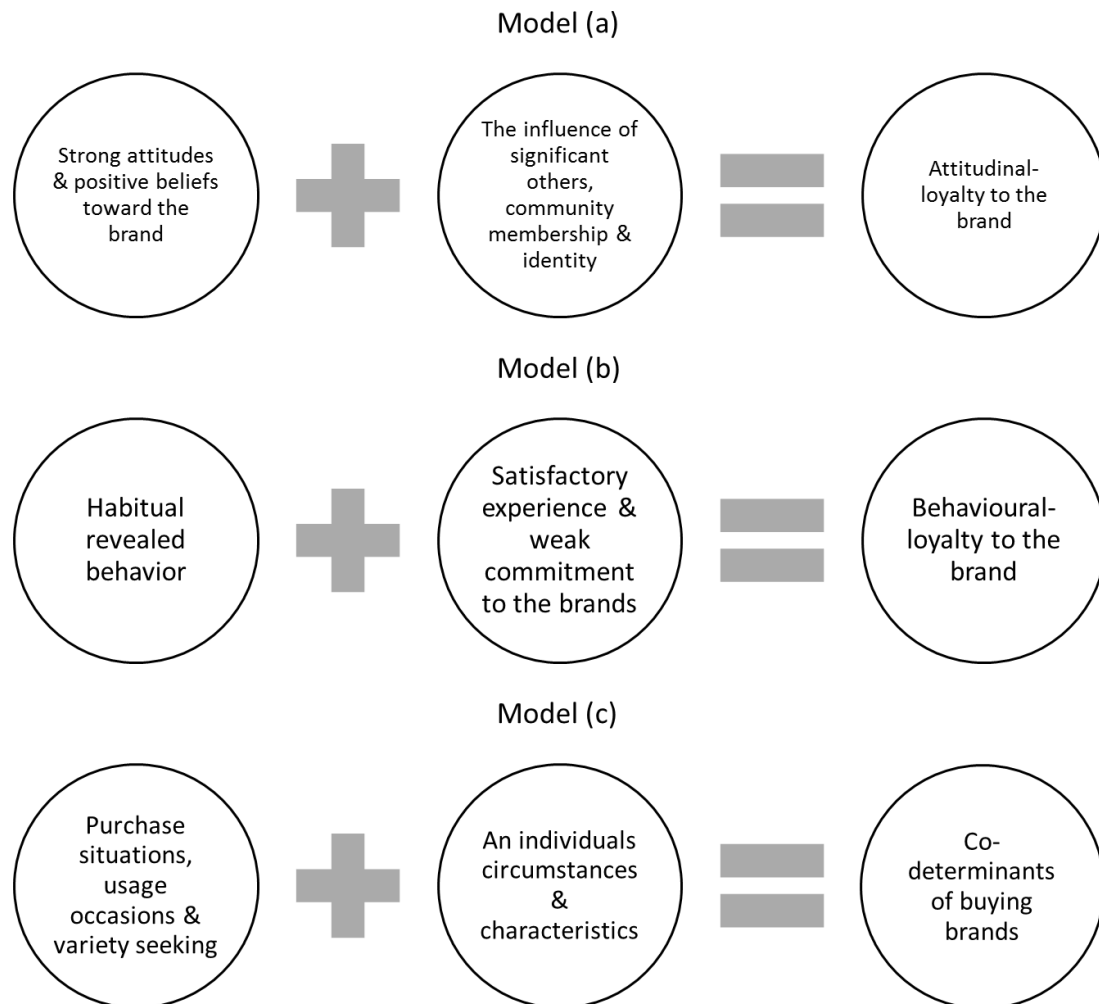 Model (a)
Strong attitudes
& positive beliefs
toward the
brand
The influence of
significant
others,
community
membership &
identity
Attitudinal-
loyalty to the
brand
Model (b)
Habitual
revealed
behavior
Satisfactory
experience &
weak
commitment
to the brands
Behavioural-
loyalty to the
brand
Model (c)
Purchase
situations,
usage
occasions &
variety seeking
An individuals
circumstances
&
characteristics
Co-
determinants
of buying
brands